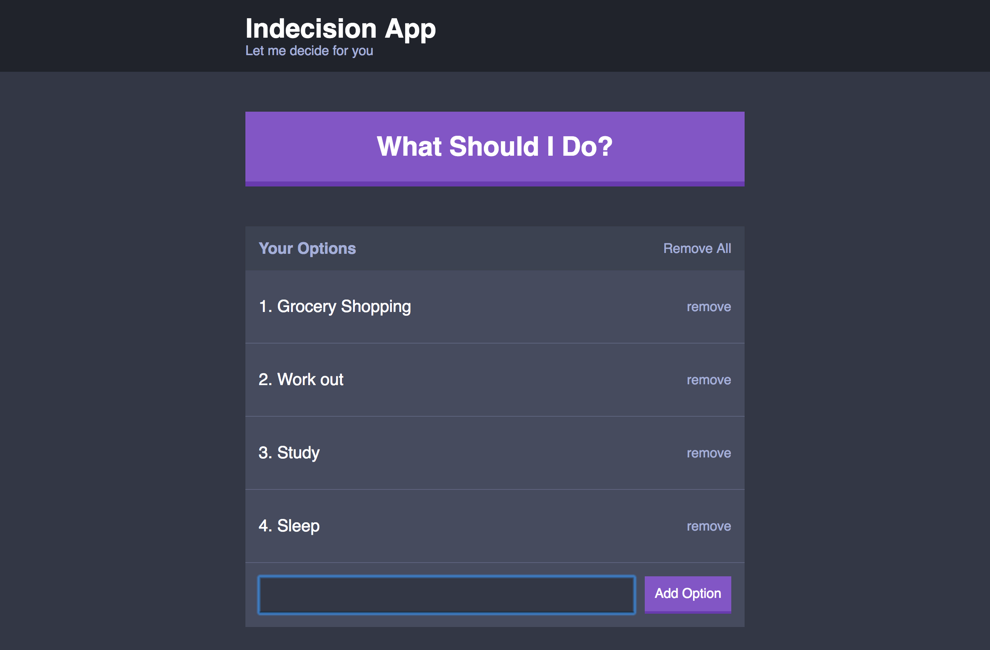 Indecision App
Let me decide for you
What Should I Do?
Your Options Remove All
1. Grocery Shopping remove
2. Work out remove
3. Study remove
4. Sleep remove
Add Option